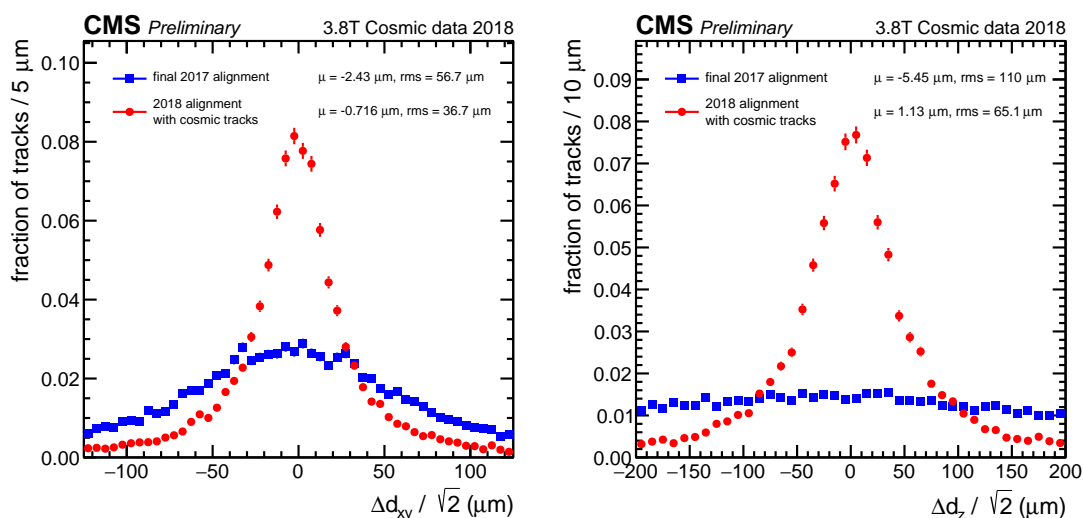 CMS Preliminary 3.8T Cosmic data 2018
fraction of tracks / 5 μm
0.10
0.08
0.06
0.04
0.02
0.00
final 2017 alignment μ = -2.43 μm, rms = 56.7 μm
2018 alignment
with cosmic tracks μ = -0.716 μm, rms = 36.7 μm
−100 −50 0 50 100
Δd_xy / √2 (μm)
CMS Preliminary 3.8T Cosmic data 2018
fraction of tracks / 10 μm
0.09
0.08
0.07
0.06
0.05
0.04
0.03
0.02
0.01
0.00
final 2017 alignment μ = -5.45 μm, rms = 110 μm
2018 alignment
with cosmic tracks μ = 1.13 μm, rms = 65.1 μm
−200 −150 −100 −50 0 50 100 150 200
Δd_z / √2 (μm)